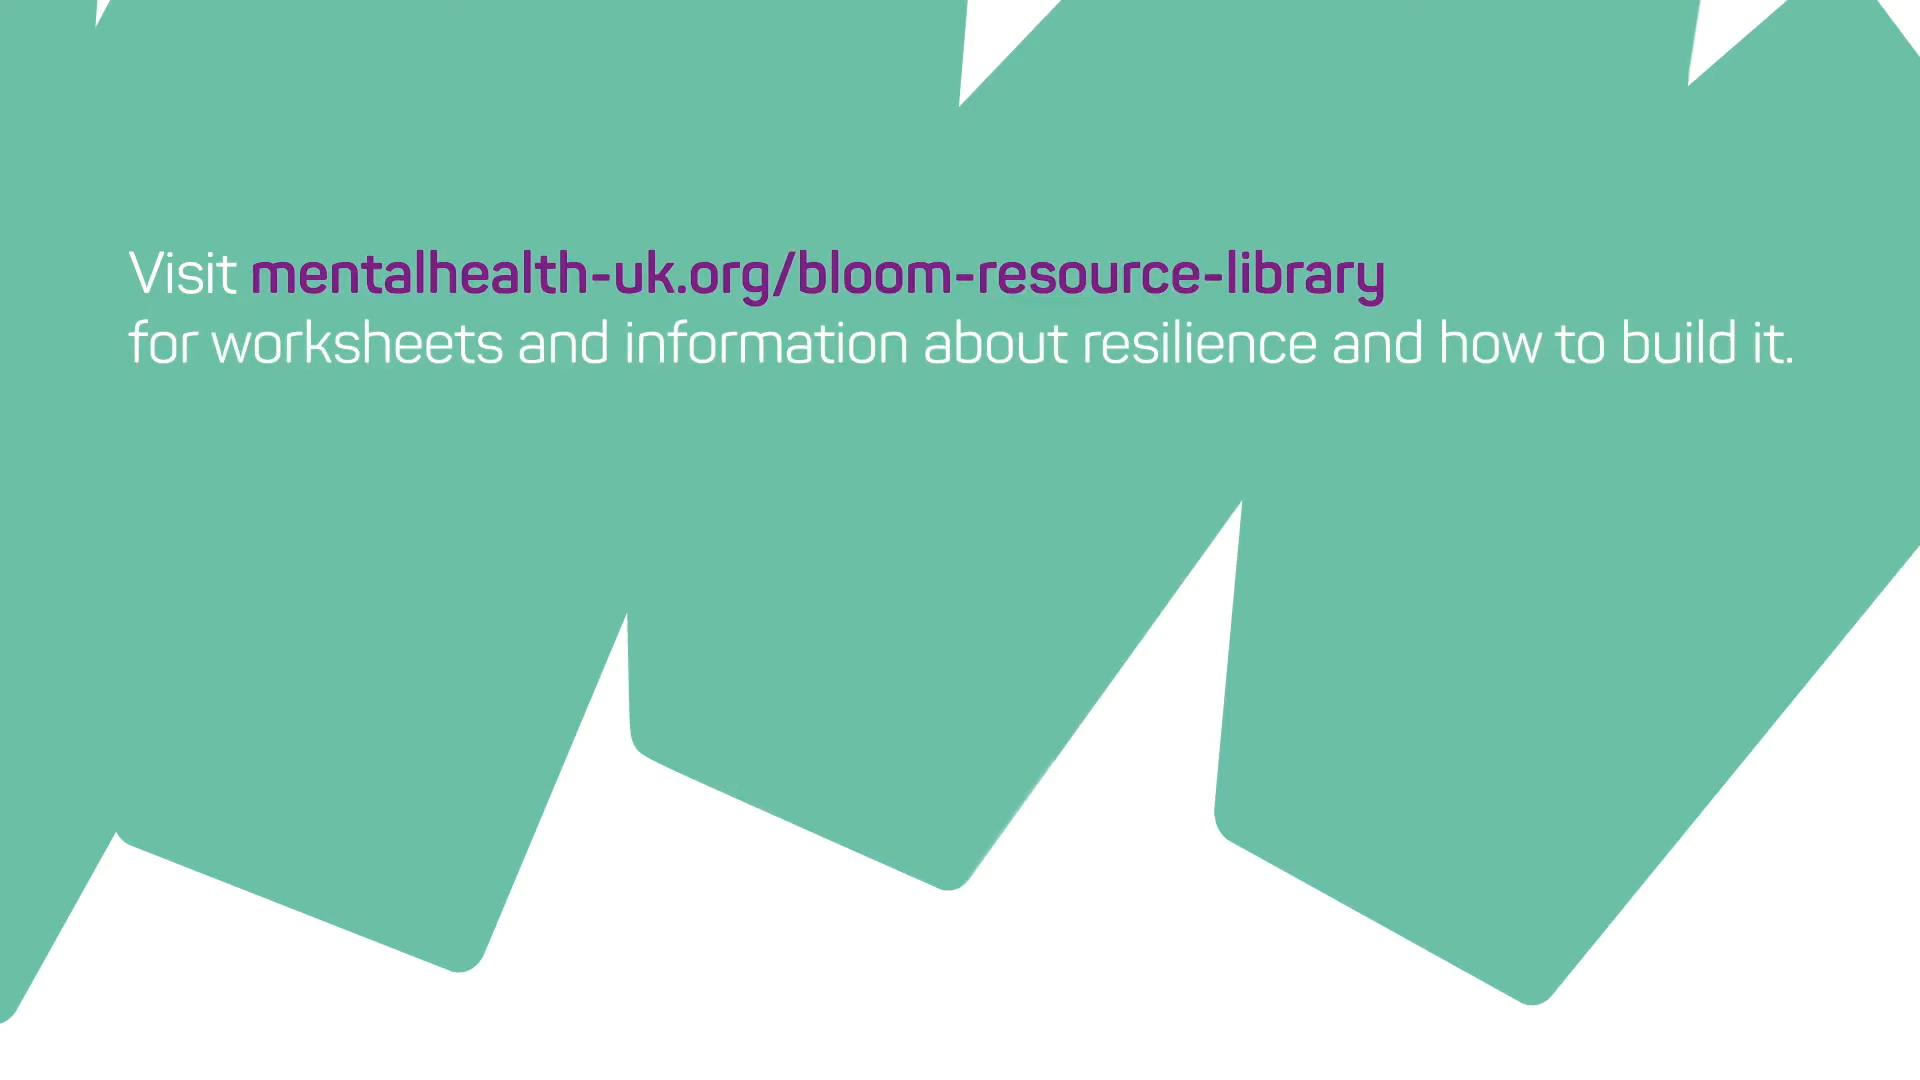 Visit mentalhealth-uk.org/bloom-resource-library
for worksheets and information about resilience and how to build it.